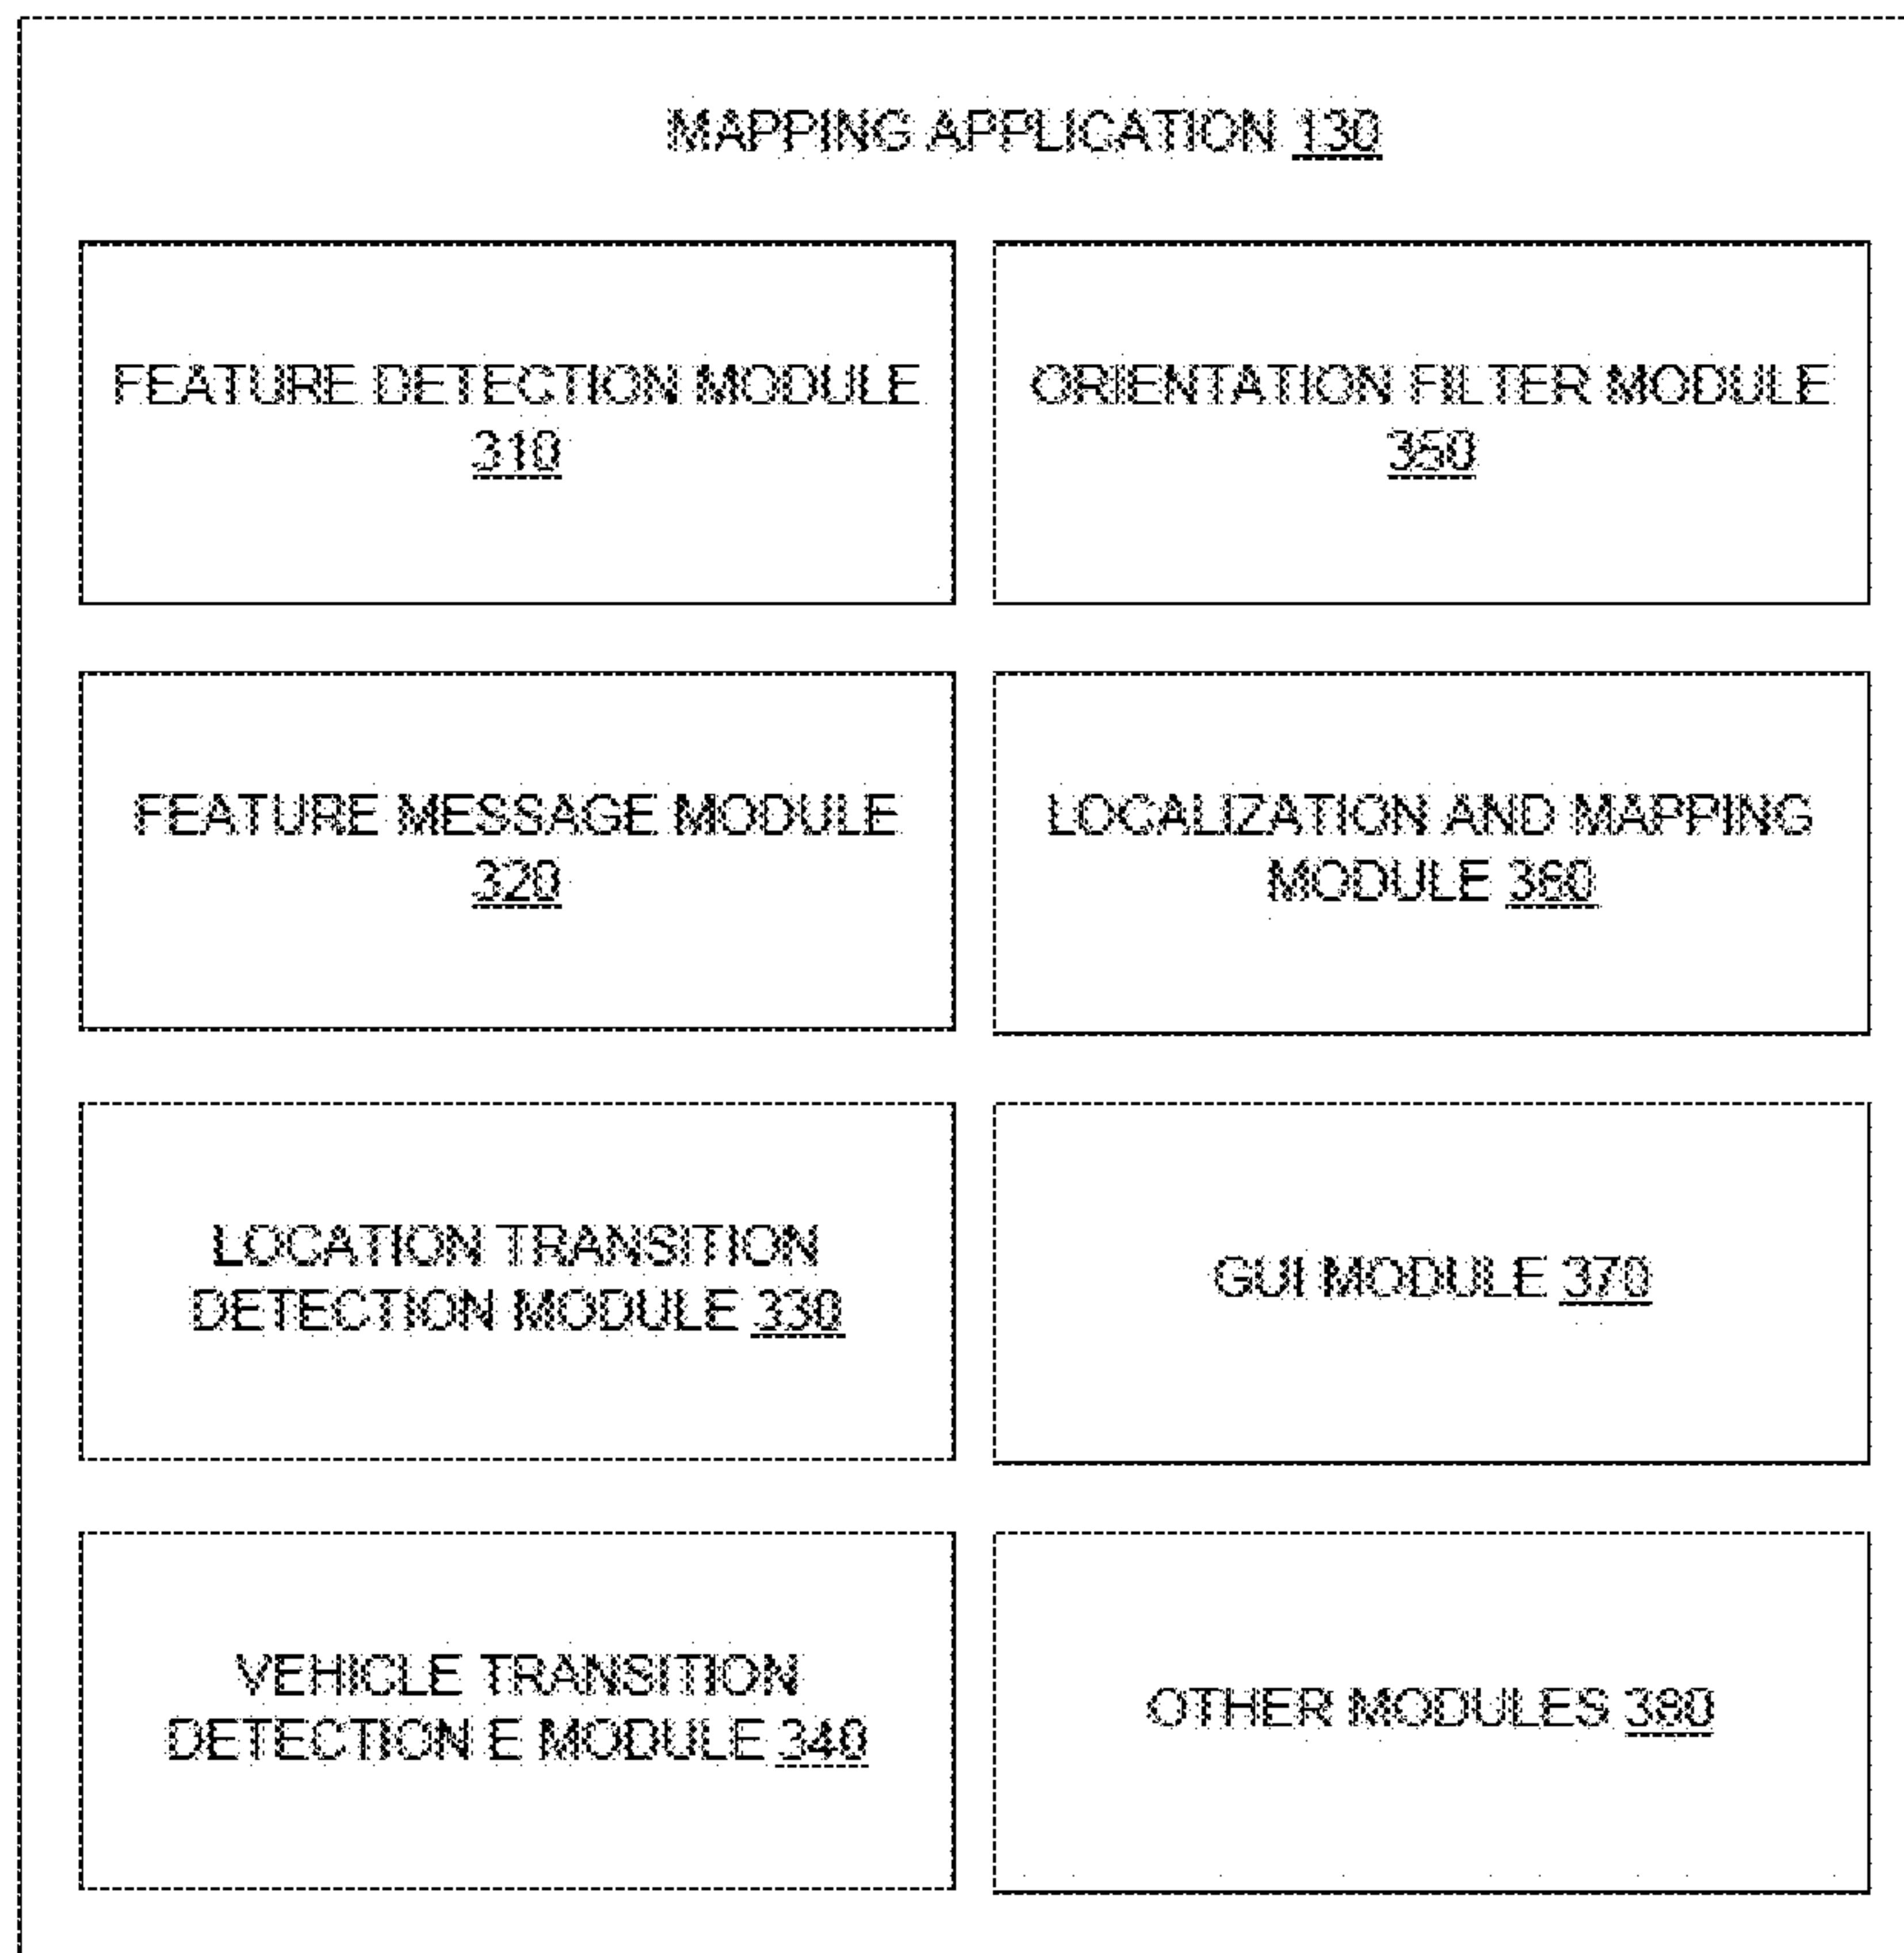 MAPPING APPLICATION 130
FEATURE DETECTION MODULE
310
ORIENTATION FILTER MODULE
350
FEATURE MESSAGE MODULE
320
LOCALIZATION AND MAPPING
MODULE 360
LOCATION TRANSITION
DETECTION MODULE 330
GUI MODULE 370
VEHICLE TRANSITION
DETECTION E MODULE 340
OTHER MODULES 380